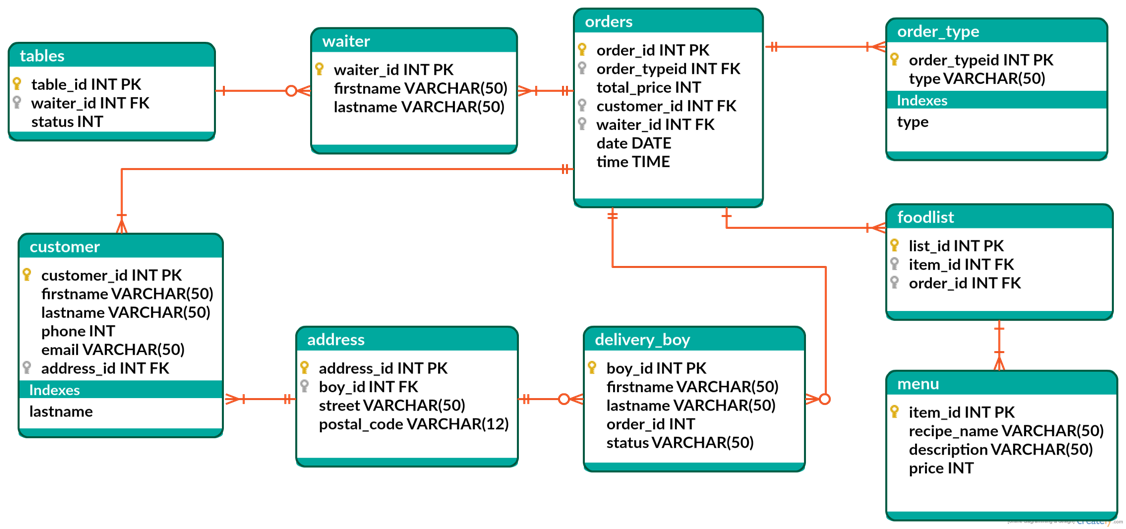 tables
table_id INT PK
waiter_id INT FK
status INT
waiter
waiter_id INT PK
firstname VARCHAR(50)
lastname VARCHAR(50)
orders
order_id INT PK
order_typeid INT FK
total_price INT
customer_id INT FK
waiter_id INT FK
date DATE
time TIME
order_type
order_typeid INT PK
type VARCHAR(50)
Indexes
type
customer
customer_id INT PK
firstname VARCHAR(50)
lastname VARCHAR(50)
phone INT
email VARCHAR(50)
address_id INT FK
Indexes
lastname
address
address_id INT PK
boy_id INT FK
street VARCHAR(50)
postal_code VARCHAR(12)
delivery_boy
boy_id INT PK
firstname VARCHAR(50)
lastname VARCHAR(50)
order_id INT
status VARCHAR(50)
foodlist
list_id INT PK
item_id INT FK
order_id INT FK
menu
item_id INT PK
recipe_name VARCHAR(50)
description VARCHAR(50)
price INT